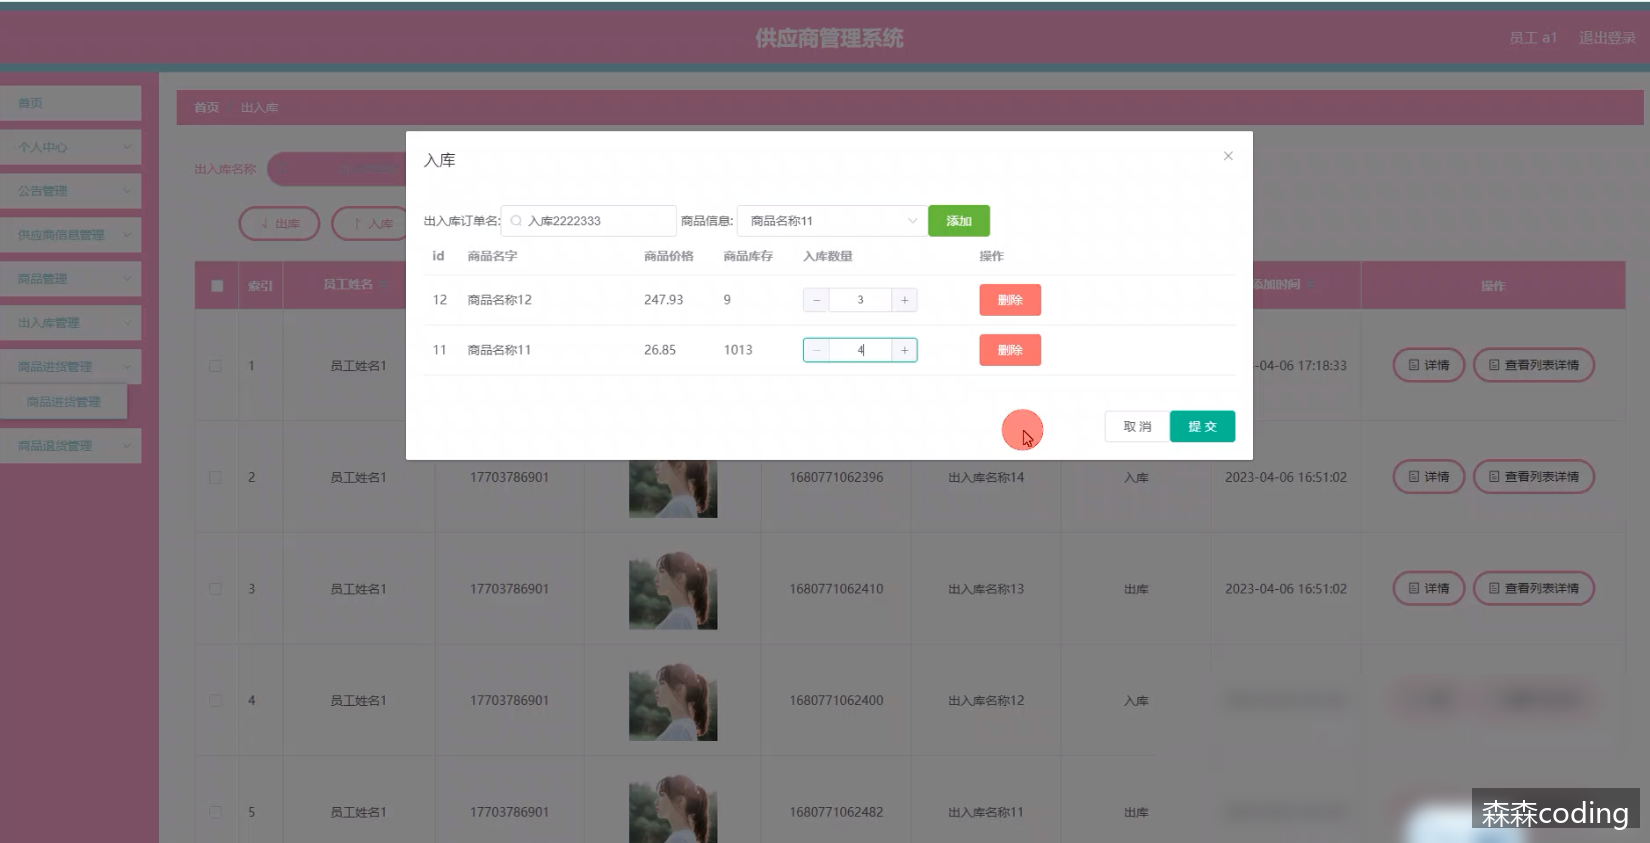 供应商管理系统
员工 a1 退出登录
首页
个人中心
公告管理
供应商信息管理
商品管理
出入库管理
商品进货管理
商品进货管理
商品退货管理
首页 出入库
出入库名称
出库 入库
入库
出入库订单名: 入库2222333 商品信息: 商品名称11 添加
id 商品名字 商品价格 商品库存 入库数量 操作
12 商品名称12 247.93 9 − 3 + 删除
11 商品名称11 26.85 1013 − 4 + 删除
取消 提交
索引 员工姓名 添加时间 操作
1 员工姓名1 -04-06 17:18:33 详情 查看列表详情
2 员工姓名1 17703786901 1680771062396 出入库名称14 入库 2023-04-06 16:51:02 详情 查看列表详情
3 员工姓名1 17703786901 1680771062410 出入库名称13 出库 2023-04-06 16:51:02 详情 查看列表详情
4 员工姓名1 17703786901 1680771062400 出入库名称12 入库
5 员工姓名1 17703786901 1680771062482 出入库名称11 出库
森森coding